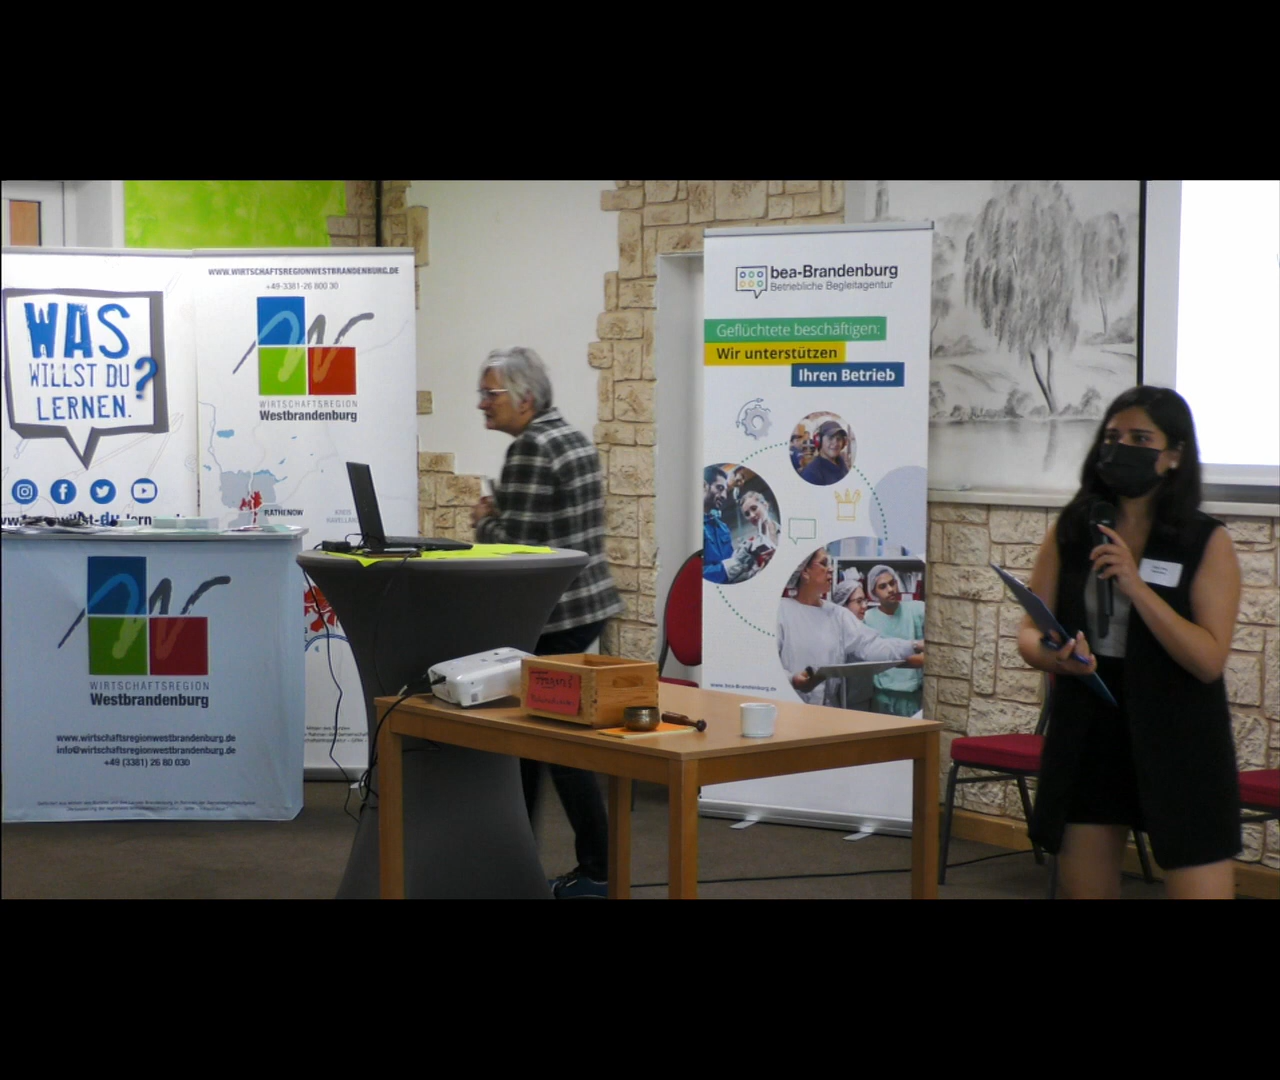 WAS
WILLST DU
LERNEN.
?
WWW.WIRTSCHAFTSREGIONWESTBRANDENBURG.DE
+49-3381-26 800 30
WIRTSCHAFTSREGION
Westbrandenburg
RATHENOW
KREIS
HAVELLAND
WIRTSCHAFTSREGION
Westbrandenburg
www.wirtschaftsregionwestbrandenburg.de
info@wirtschaftsregionwestbrandenburg.de
+49 (3381) 26 80 030
bea-Brandenburg
Betriebliche Begleitagentur
Geflüchtete beschäftigen:
Wir unterstützen
Ihren Betrieb
www.bea-Brandenburg.de